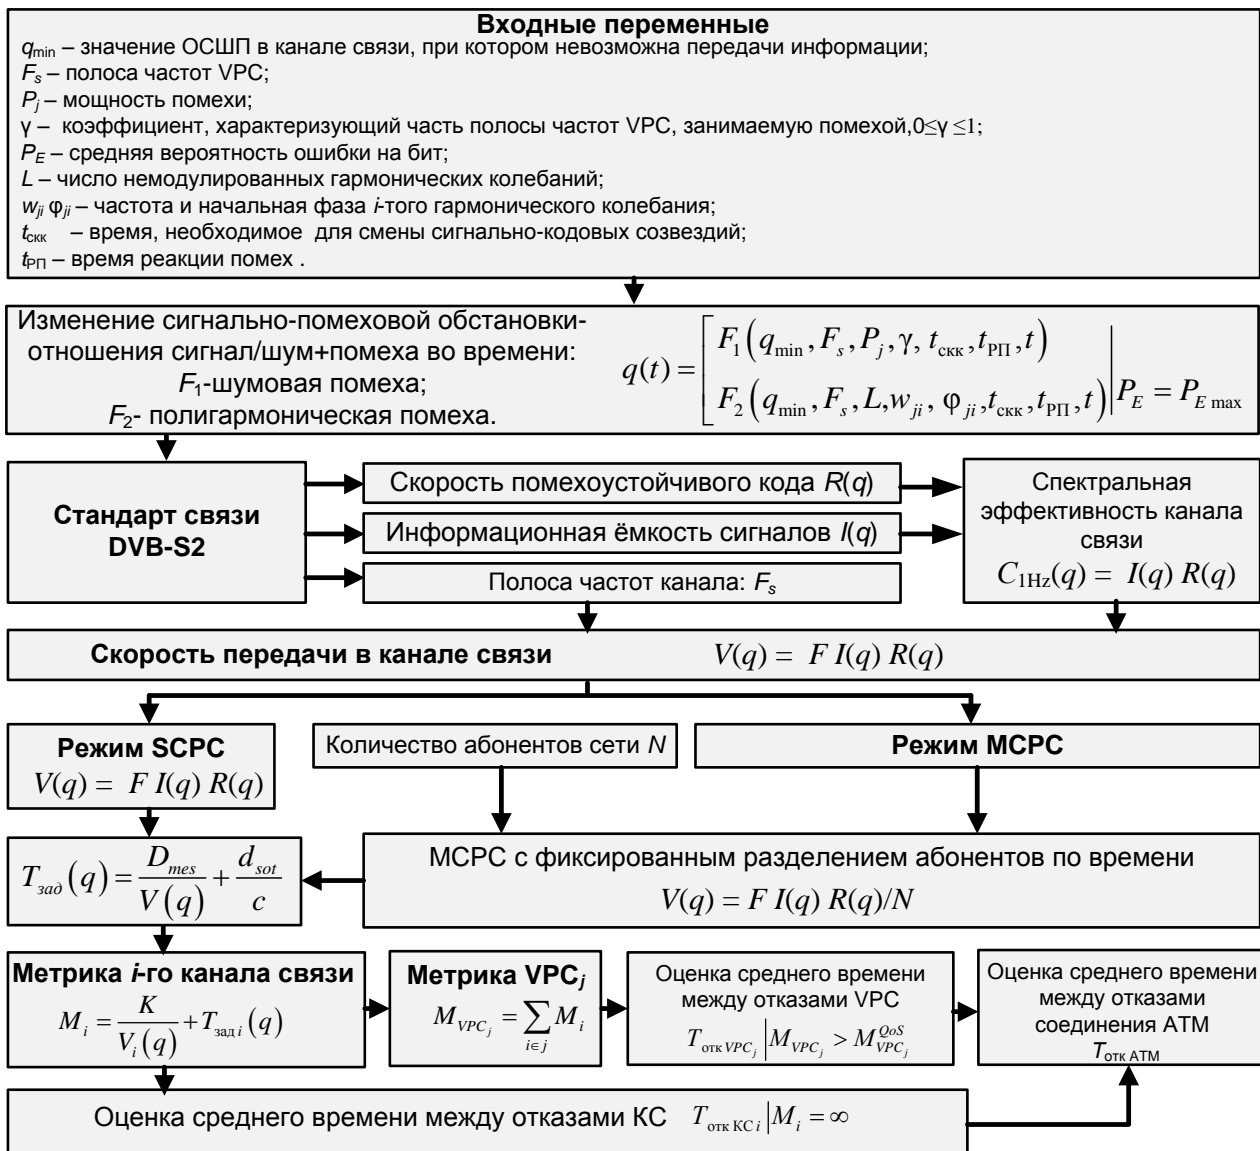 Входные переменные
q_min – значение ОСШП в канале связи, при котором невозможна передачи информации;
F_s – полоса частот VPC;
P_j – мощность помехи;
γ – коэффициент, характеризующий часть полосы частот VPC, занимаемую помехой,0≤γ ≤1;
P_E – средняя вероятность ошибки на бит;
L – число немодулированных гармонических колебаний;
w_ji φ_ji – частота и начальная фаза i-того гармонического колебания;
t_скк – время, необходимое для смены сигнально-кодовых созвездий;
t_РП – время реакции помех .
Изменение сигнально-помеховой обстановки-
отношения сигнал/шум+помеха во времени:
F_1-шумовая помеха;
F_2- полигармоническая помеха.
q(t) = [ F_1(q_min, F_s, P_j, γ, t_скк, t_РП, t)
F_2(q_min, F_s, L, w_ji, φ_ji, t_скк, t_РП, t) | P_E = P_E max
Стандарт связи
DVB-S2
Скорость помехоустойчивого кода R(q)
Информационная ёмкость сигналов I(q)
Полоса частот канала: F_s
Спектральная
эффективность канала
связи
C_1Hz(q) = I(q) R(q)
Скорость передачи в канале связи V(q) = F I(q) R(q)
Режим SCPC
V(q) = F I(q) R(q)
Количество абонентов сети N
Режим MCPC
T_зад(q) = D_mes/V(q) + d_sot/c
МСРС с фиксированным разделением абонентов по времени
V(q) = F I(q) R(q)/N
Метрика i-го канала связи
M_i = K/V_i(q) + T_зад i(q)
Метрика VPC_j
M_VPC_j = ∑_{i∈j} M_i
Оценка среднего времени
между отказами VPC
T_отк VPC_j | M_VPC_j > M_VPC_j^QoS
Оценка среднего времени
между отказами
соединения АТМ
T_отк АТМ
Оценка среднего времени между отказами КС T_отк КС i | M_i = ∞